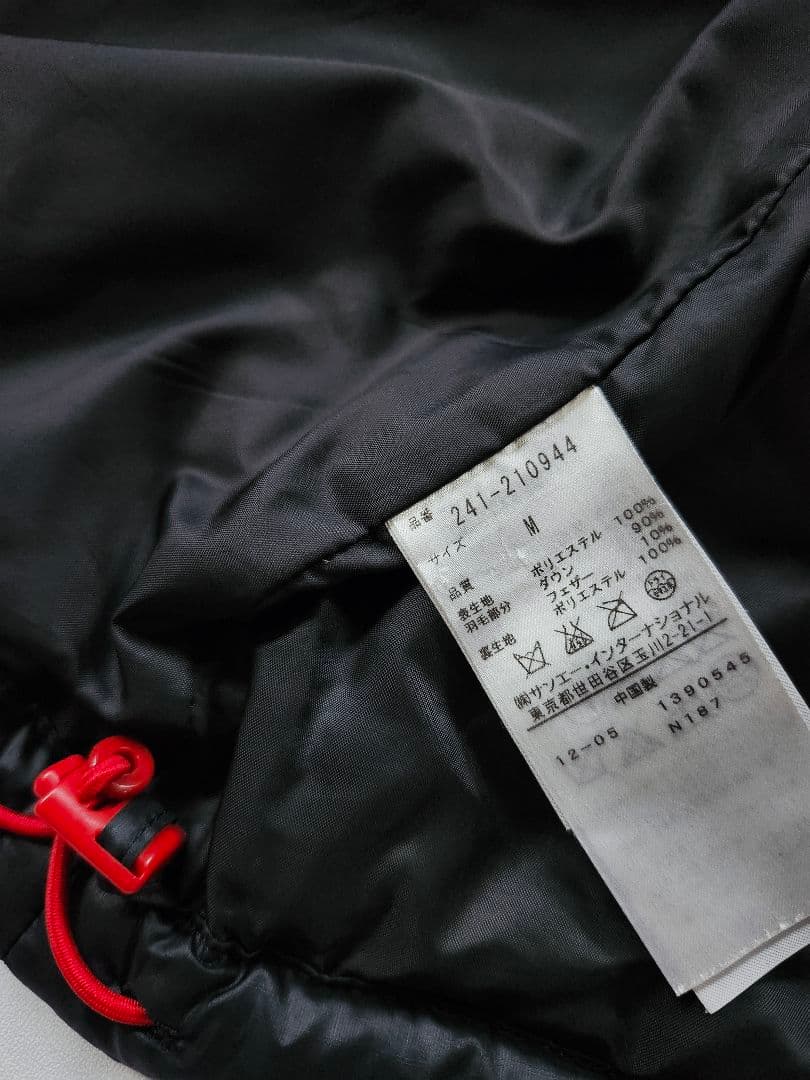 品番 241-210944
サイズ M
品質
表生地 ポリエステル 100%
羽毛部分 ダウン 90%
フェザー 10%
裏生地 ポリエステル 100%
ドライ
㈱サンエー・インターナショナル
東京都世田谷区玉川2-21-1
中国製
12-05 1390545
N187